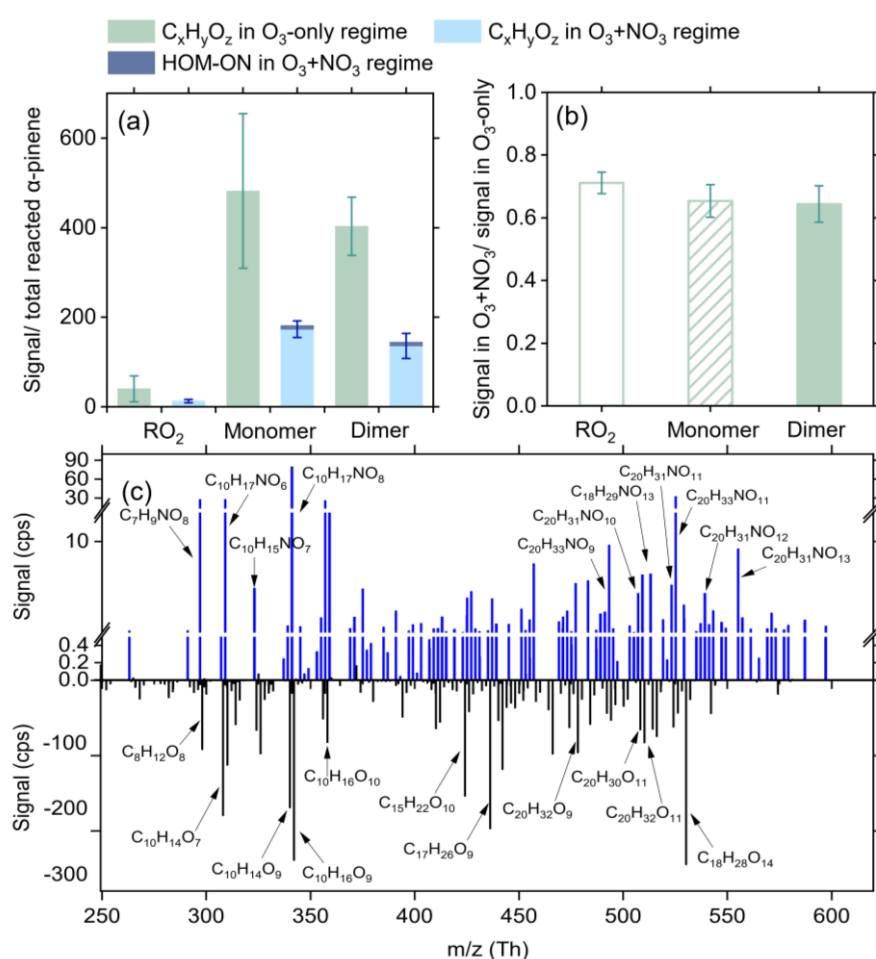 CxHyOz in O3-only regime
CxHyOz in O3+NO3 regime
HOM-ON in O3+NO3 regime
(a)
Signal/ total reacted α-pinene
600
400
200
0
RO2 Monomer Dimer
(b)
Signal in O3+NO3/ signal in O3-only
1.0
0.8
0.6
0.4
0.2
0.0
RO2 Monomer Dimer
(c)
Signal (cps)
90
60
30
10
0.4
0.2
0.0
C7H9NO8
C10H17NO6
C10H15NO7
C10H17NO8
C20H31NO11
C18H29NO13
C20H31NO10
C20H33NO9
C20H33NO11
C20H31NO12
C20H31NO13
Signal (cps)
-100
-200
-300
C8H12O8
C10H14O7
C10H14O9
C10H16O9
C10H16O10
C15H22O10
C17H26O9
C20H32O9
C20H30O11
C20H32O11
C18H28O14
250 300 350 400 450 500 550 600
m/z (Th)